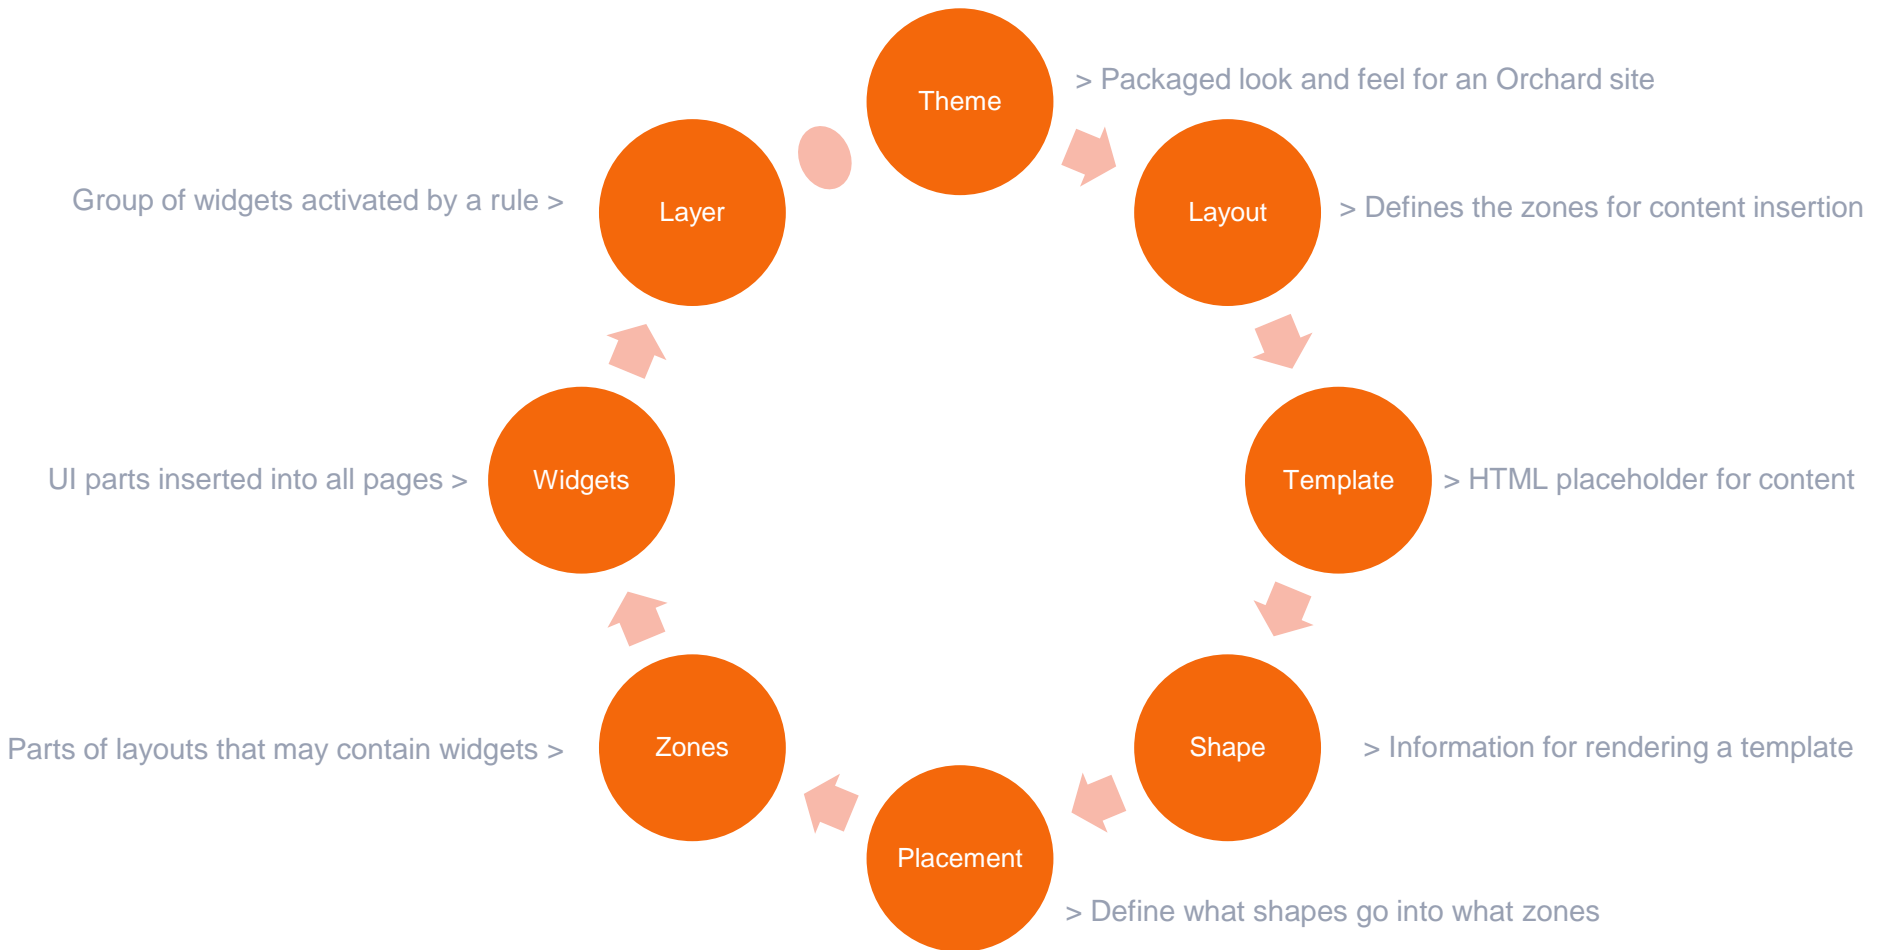 Theme
> Packaged look and feel for an Orchard site
Layout
> Defines the zones for content insertion
Template
> HTML placeholder for content
Shape
> Information for rendering a template
Placement
> Define what shapes go into what zones
Zones
Parts of layouts that may contain widgets >
Widgets
UI parts inserted into all pages >
Layer
Group of widgets activated by a rule >